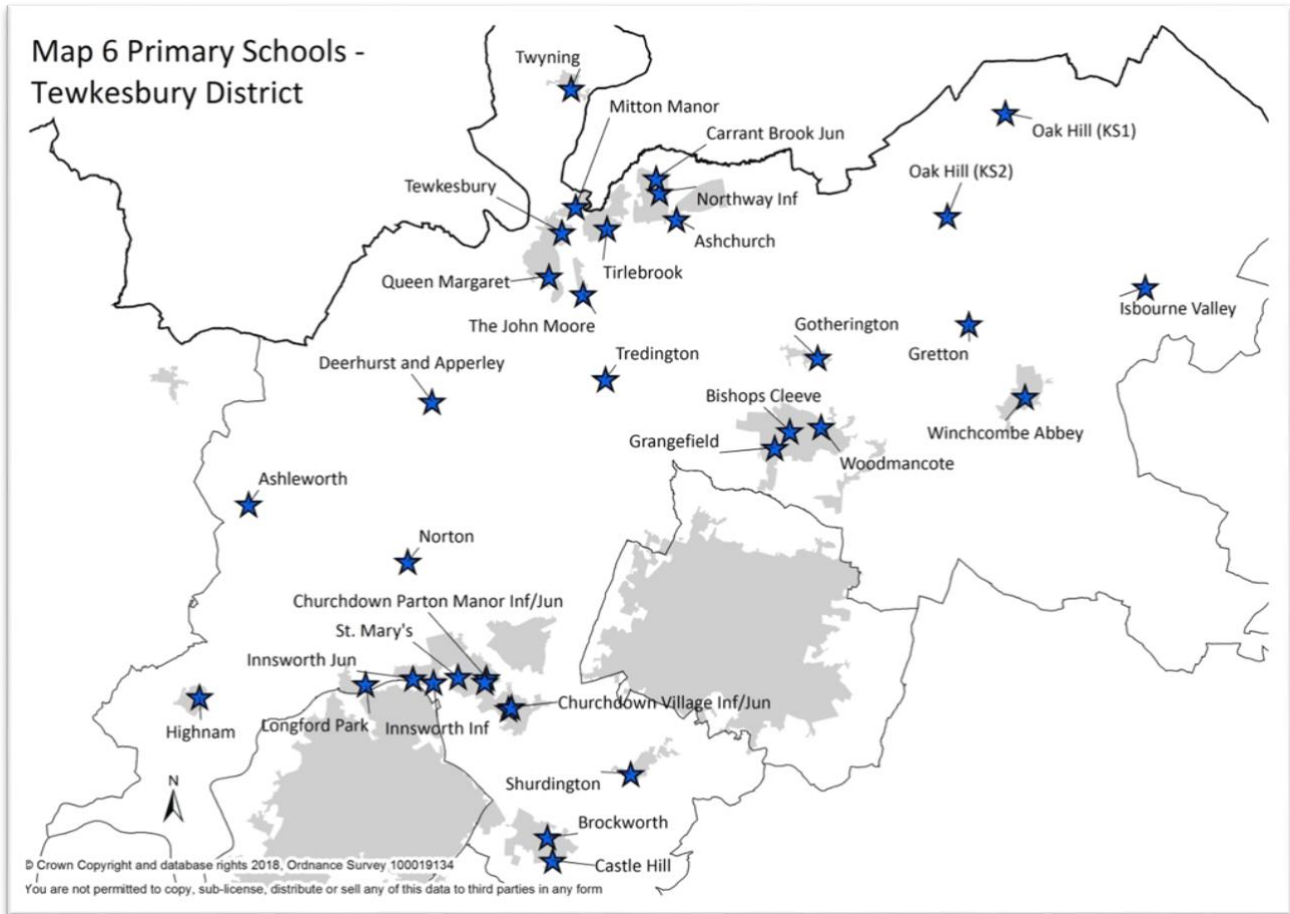 Map 6 Primary Schools -
Tewkesbury District
Twyning
Mitton Manor
Carrant Brook Jun
Oak Hill (KS1)
Oak Hill (KS2)
Tewkesbury
Northway Inf
Ashchurch
Tirlebrook
Queen Margaret
The John Moore
Isbourne Valley
Gotherington
Gretton
Tredington
Deerhurst and Apperley
Bishops Cleeve
Winchcombe Abbey
Grangefield
Woodmancote
Ashleworth
Norton
Churchdown Parton Manor Inf/Jun
St. Mary's
Innsworth Jun
Churchdown Village Inf/Jun
Highnam
Longford Park
Innsworth Inf
N
Shurdington
Brockworth
Castle Hill
© Crown Copyright and database rights 2018, Ordnance Survey 100019134
You are not permitted to copy, sub-license, distribute or sell any of this data to third parties in any form